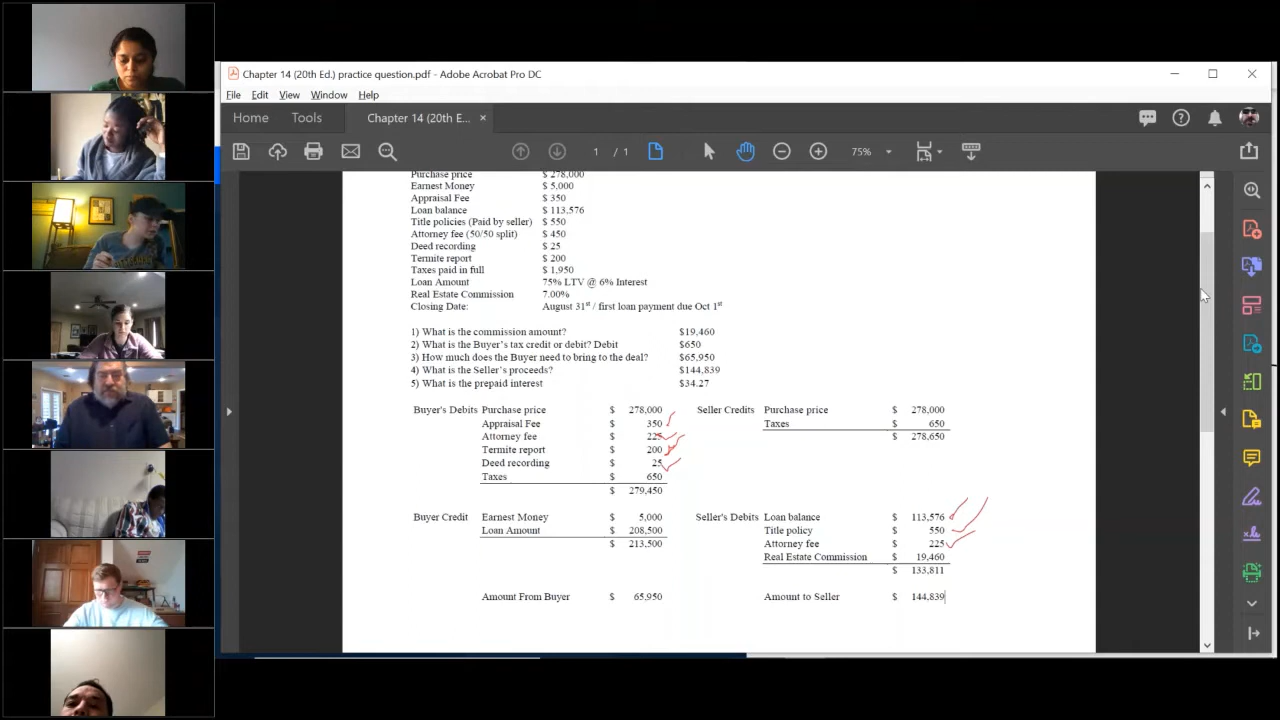 Chapter 14 (20th Ed.) practice question.pdf - Adobe Acrobat Pro DC
File Edit View Window Help
Home Tools Chapter 14 (20th E... ×
1 / 1 75%
Purchase price $ 278,000
Earnest Money $ 5,000
Appraisal Fee $ 350
Loan balance $ 113,576
Title policies (Paid by seller) $ 550
Attorney fee (50/50 split) $ 450
Deed recording $ 25
Termite report $ 200
Taxes paid in full $ 1,950
Loan Amount 75% LTV @ 6% Interest
Real Estate Commission 7.00%
Closing Date: August 31st / first loan payment due Oct 1st
1) What is the commission amount? $19,460
2) What is the Buyer's tax credit or debit? Debit $650
3) How much does the Buyer need to bring to the deal? $65,950
4) What is the Seller's proceeds? $144,839
5) What is the prepaid interest $34.27
Buyer's Debits Purchase price $ 278,000 Seller Credits Purchase price $ 278,000
Appraisal Fee $ 350 Taxes $ 650
Attorney fee $ 225 $ 278,650
Termite report $ 200
Deed recording $ 25
Taxes $ 650
$ 279,450
Buyer Credit Earnest Money $ 5,000 Seller's Debits Loan balance $ 113,576
Loan Amount $ 208,500 Title policy $ 550
$ 213,500 Attorney fee $ 225
Real Estate Commission $ 19,460
$ 133,811
Amount From Buyer $ 65,950 Amount to Seller $ 144,839